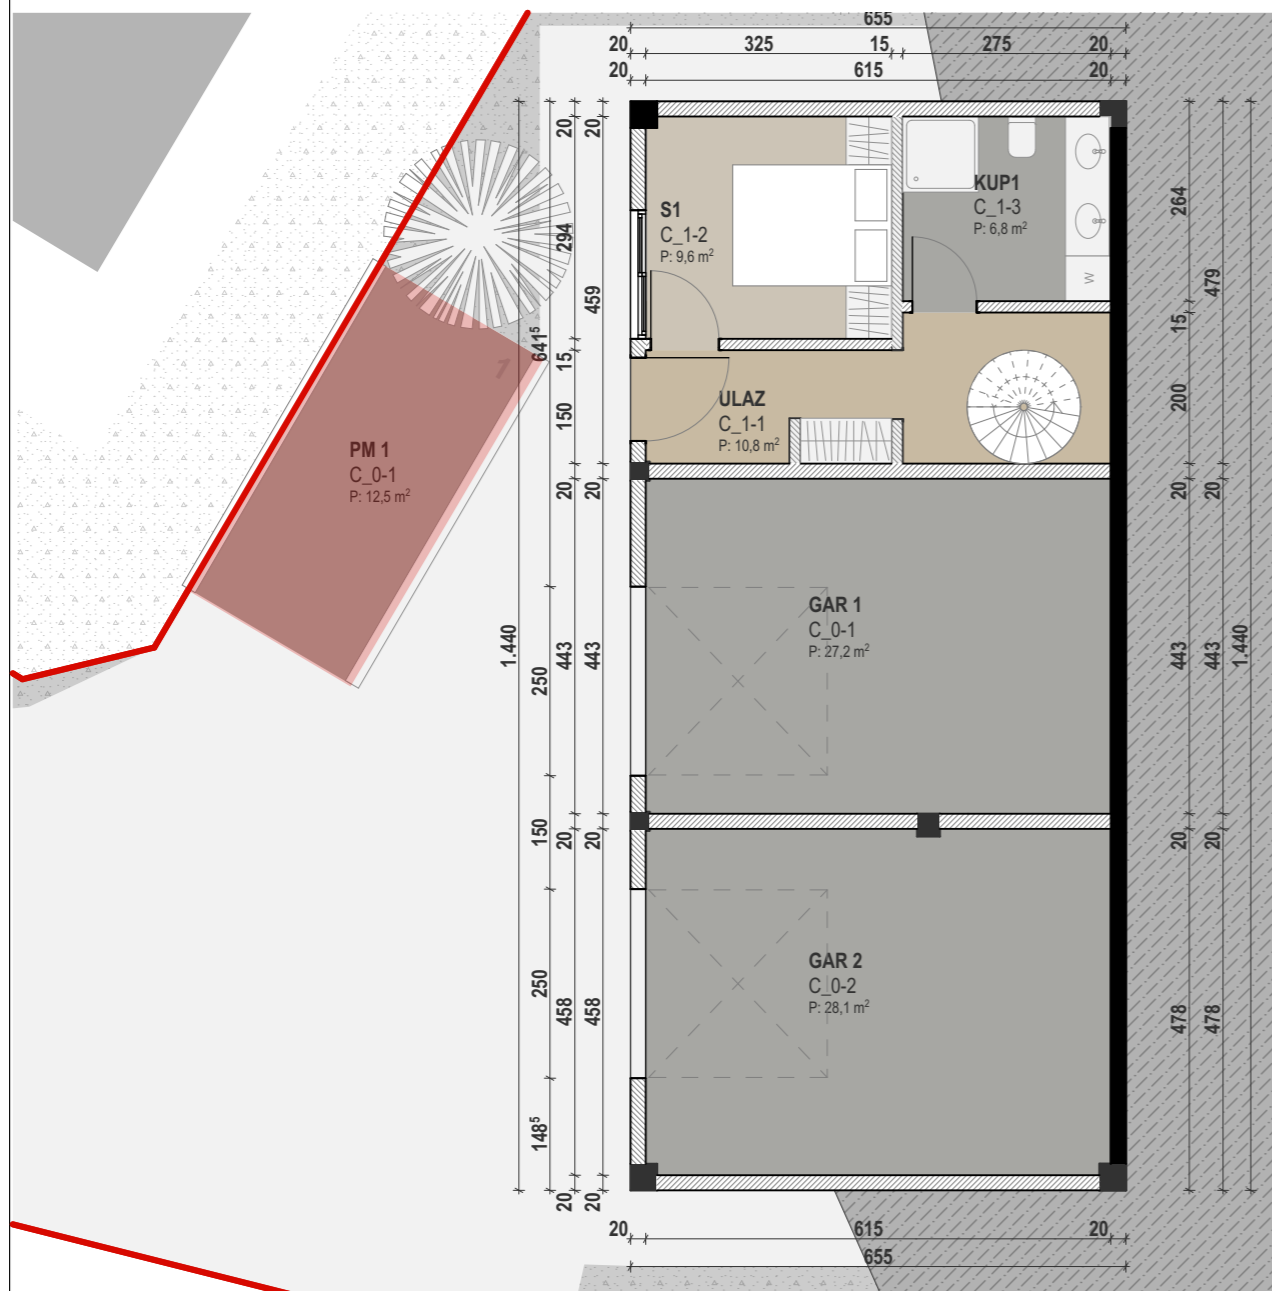 655
20 325 15 275 20
20 615 20
S1
C_1-2
P: 9,6 m²
KUP1
C_1-3
P: 6,8 m²
W
ULAZ
C_1-1
P: 10,8 m²
1
PM 1
C_0-1
P: 12,5 m²
GAR 1
C_0-1
P: 27,2 m²
GAR 2
C_0-2
P: 28,1 m²
1.440
641⁵ 250 150 250 148⁵
20 294 15 150 20 443 20 458 20
20 459 20 443 20 458 20
264 15 200 20 443 20 478
479 20 443 20 478
1.440
20 615 20
655